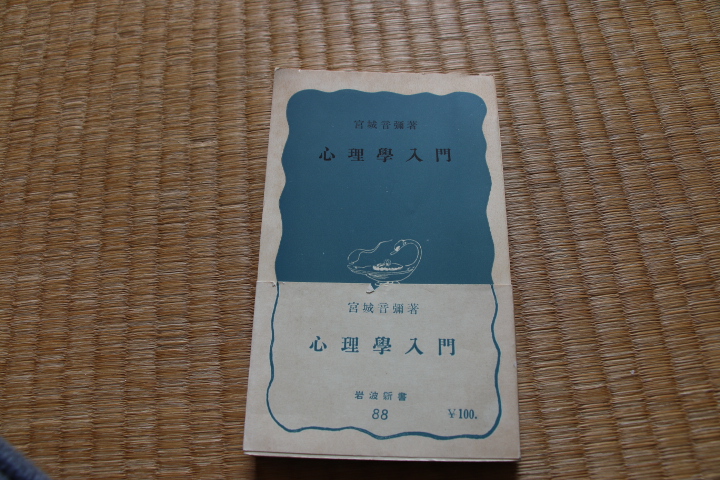 宮城音彌著
心理學入門
宮城音彌著
心理學入門
岩波新書
88
¥100.